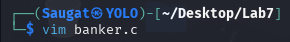 ┌──(Saugat㉿YOLO)-[~/Desktop/Lab7]
└─$ vim banker.c